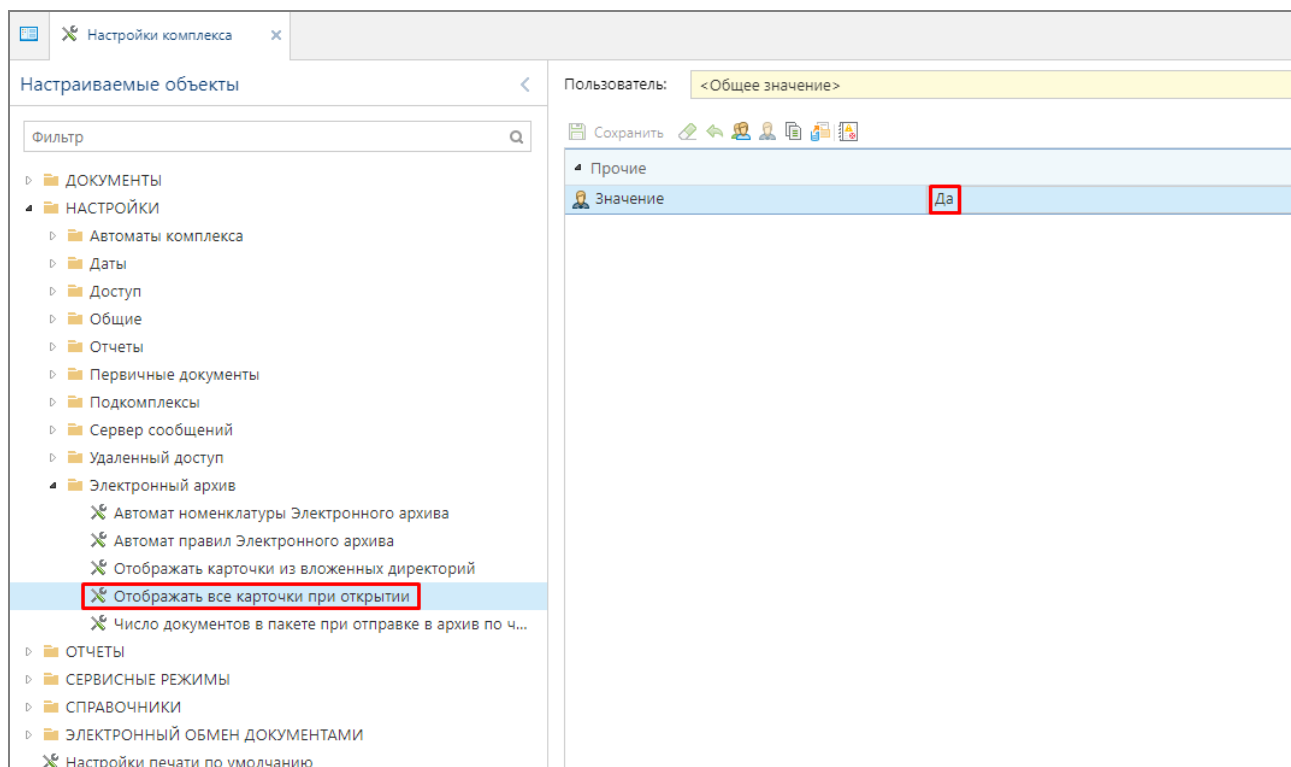 Настройки комплекса
Настраиваемые объекты
Фильтр
ДОКУМЕНТЫ
НАСТРОЙКИ
Автоматы комплекса
Даты
Доступ
Общие
Отчеты
Первичные документы
Подкомплексы
Сервер сообщений
Удаленный доступ
Электронный архив
Автомат номенклатуры Электронного архива
Автомат правил Электронного архива
Отображать карточки из вложенных директорий
Отображать все карточки при открытии
Число документов в пакете при отправке в архив по ч...
ОТЧЕТЫ
СЕРВИСНЫЕ РЕЖИМЫ
СПРАВОЧНИКИ
ЭЛЕКТРОННЫЙ ОБМЕН ДОКУМЕНТАМИ
Настройки печати по умолчанию
Пользователь: <Общее значение>
Сохранить
Прочие
Значение Да